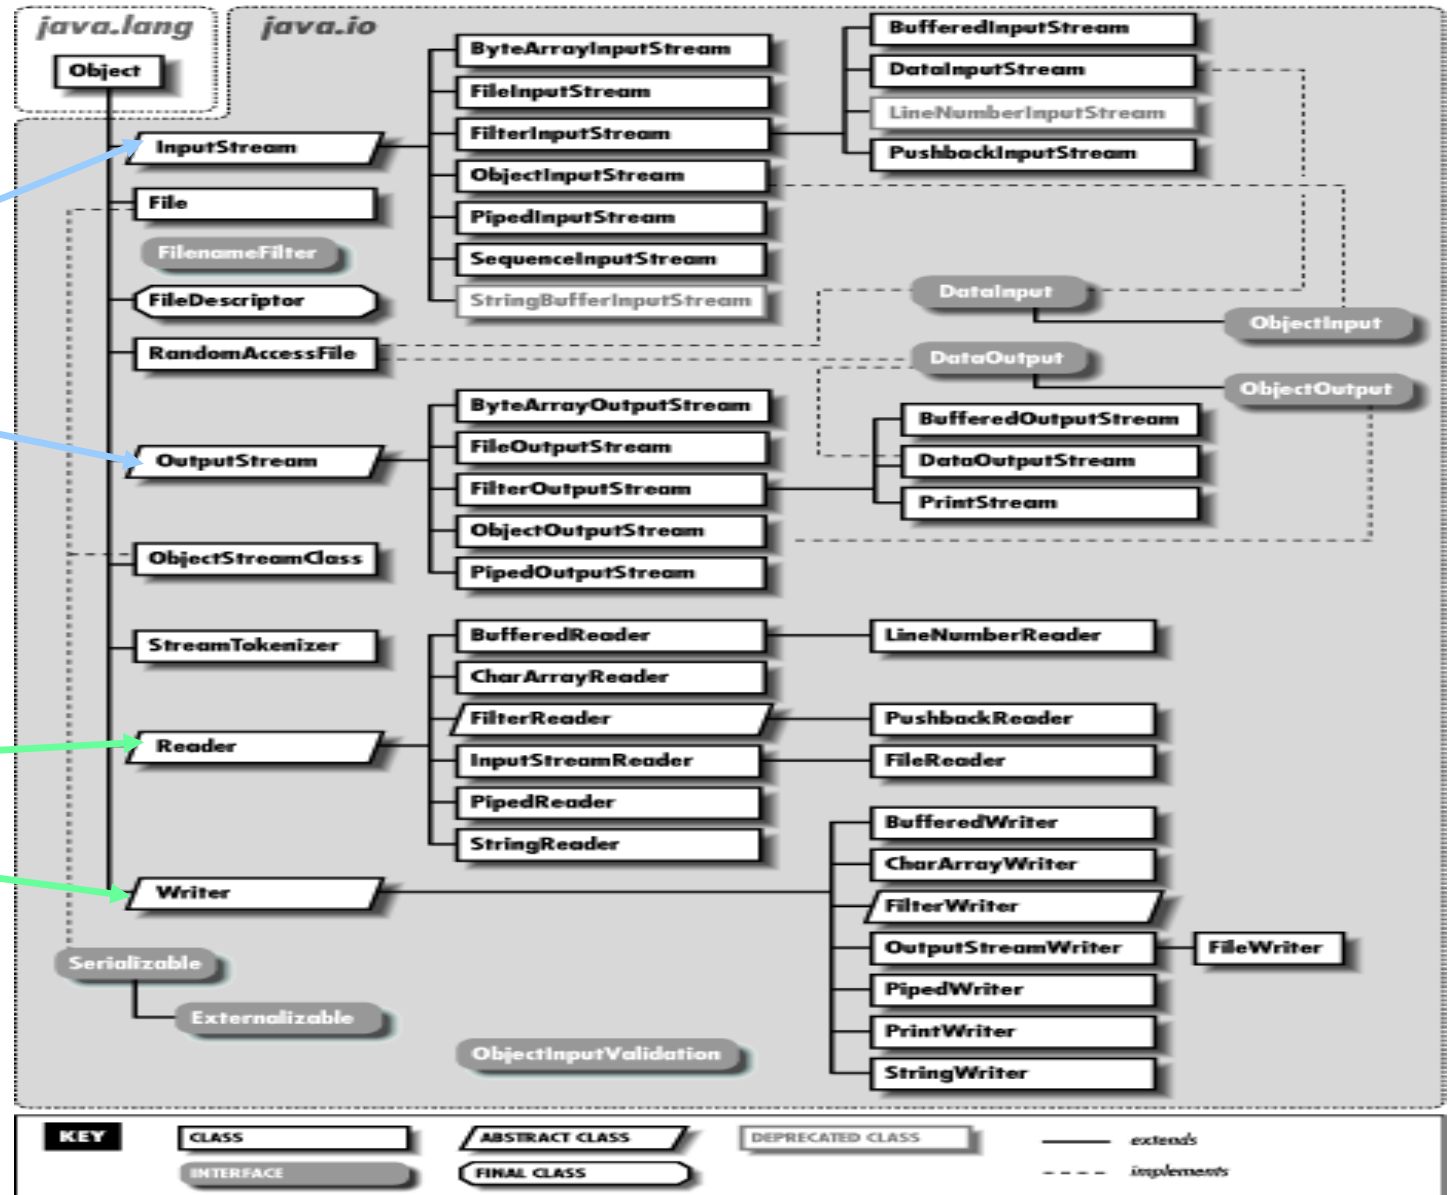 java.lang
java.io
Object
InputStream
File
FilenameFilter
FileDescriptor
RandomAccessFile
OutputStream
ObjectStreamClass
StreamTokenizer
Reader
Writer
Serializable
Externalizable
ByteArrayInputStream
FileInputStream
FilterInputStream
ObjectInputStream
PipedInputStream
SequenceInputStream
StringBufferInputStream
BufferedInputStream
DataInputStream
LineNumberInputStream
PushbackInputStream
DataInput
ObjectInput
DataOutput
ObjectOutput
ByteArrayOutputStream
FileOutputStream
FilterOutputStream
ObjectOutputStream
PipedOutputStream
BufferedOutputStream
DataOutputStream
PrintStream
BufferedReader
CharArrayReader
FilterReader
InputStreamReader
PipedReader
StringReader
LineNumberReader
PushbackReader
FileReader
BufferedWriter
CharArrayWriter
FilterWriter
OutputStreamWriter
FileWriter
PipedWriter
PrintWriter
StringWriter
ObjectInputValidation
KEY
CLASS
ABSTRACT CLASS
DEPRECATED CLASS
extends
INTERFACE
FINAL CLASS
implements